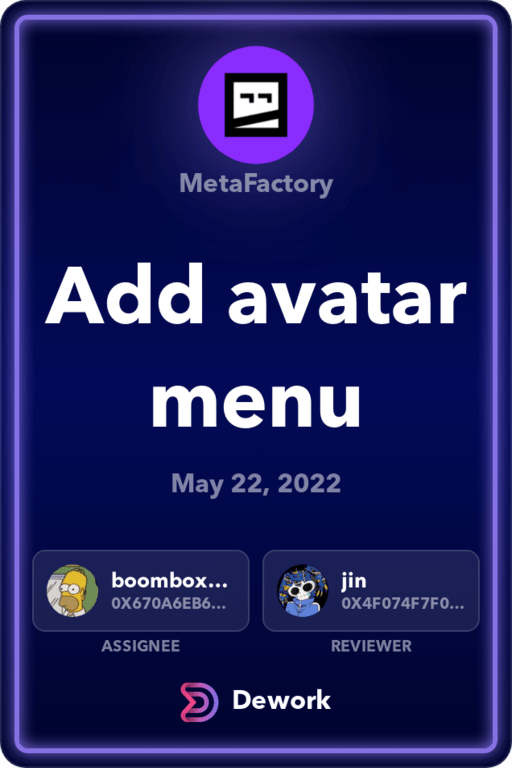 MetaFactory
Add avatar
menu
May 22, 2022
boombox...
0X670A6EB6...
ASSIGNEE
jin
0X4F074F7F0...
REVIEWER
Dework